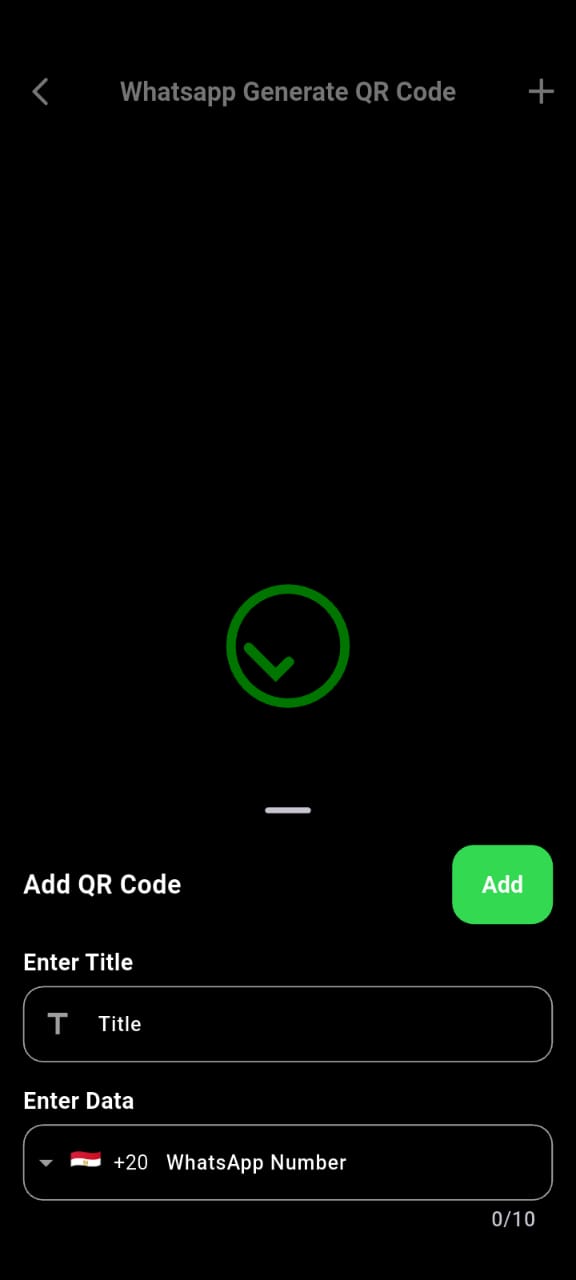 Whatsapp Generate QR Code
Add QR Code
Add
Enter Title
Title
Enter Data
+20 WhatsApp Number
0/10